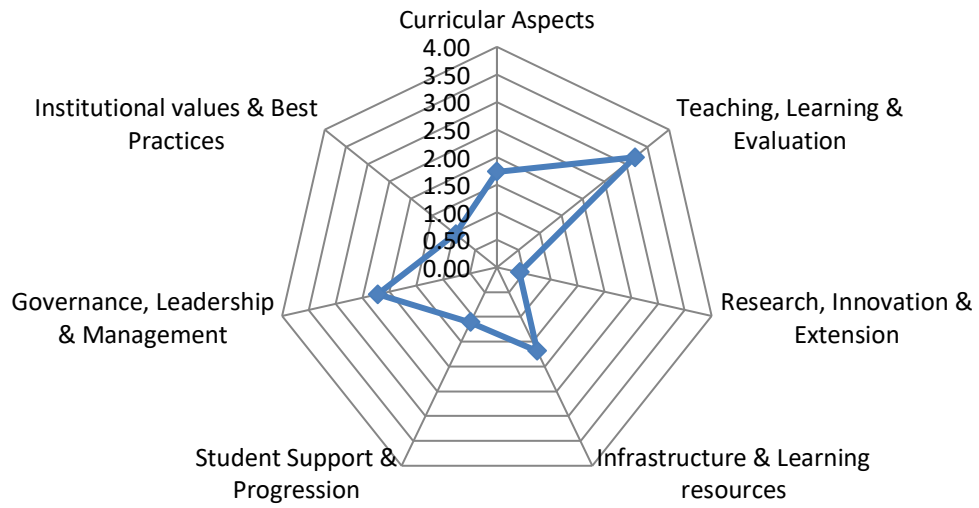 Curricular Aspects
4.00
3.50
3.00
2.50
2.00
1.50
1.00
0.50
0.00
Teaching, Learning &
Evaluation
Research, Innovation &
Extension
Infrastructure & Learning
resources
Student Support &
Progression
Governance, Leadership
& Management
Institutional values & Best
Practices